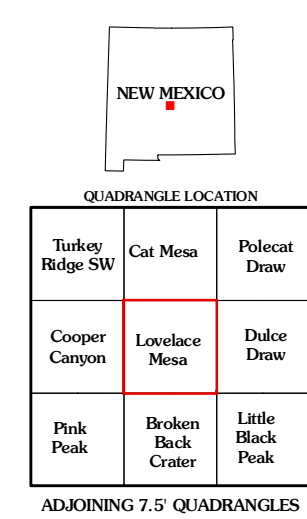 NEW MEXICO
QUADRANGLE LOCATION
Turkey
Ridge SW
Cat Mesa
Polecat
Draw
Cooper
Canyon
Lovelace
Mesa
Dulce
Draw
Pink
Peak
Broken
Back
Crater
Little
Black
Peak
ADJOINING 7.5' QUADRANGLES